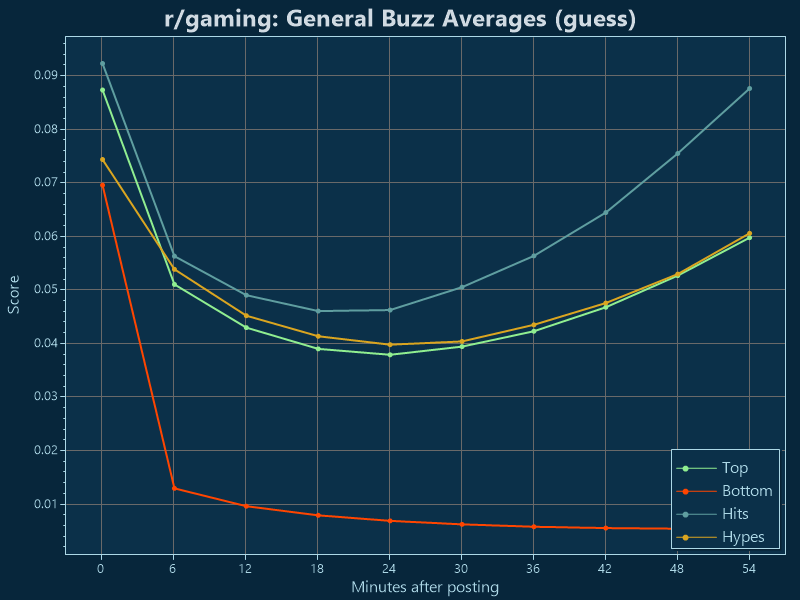 r/gaming: General Buzz Averages (guess)
0.09
0.08
0.07
0.06
0.05
0.04
0.03
0.02
0.01
Score
Top
Bottom
Hits
Hypes
0 6 12 18 24 30 36 42 48 54
Minutes after posting